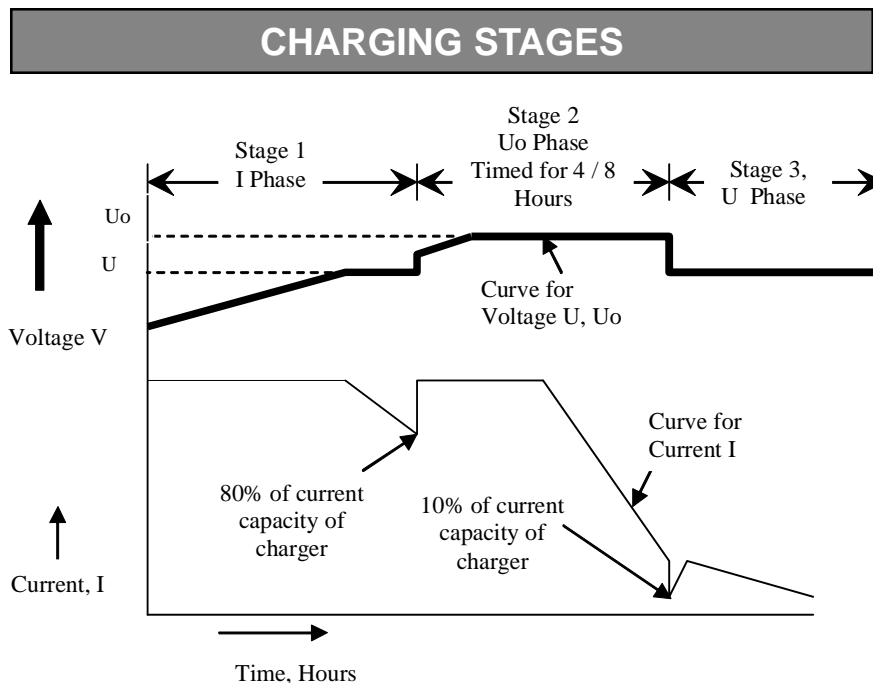 CHARGING STAGES
Stage 1
I Phase
Stage 2
Uo Phase
Timed for 4 / 8
Hours
Stage 3,
U Phase
Uo
U
Voltage V
Curve for
Voltage U, Uo
Curve for
Current I
80% of current
capacity of
charger
10% of current
capacity of
charger
Current, I
Time, Hours